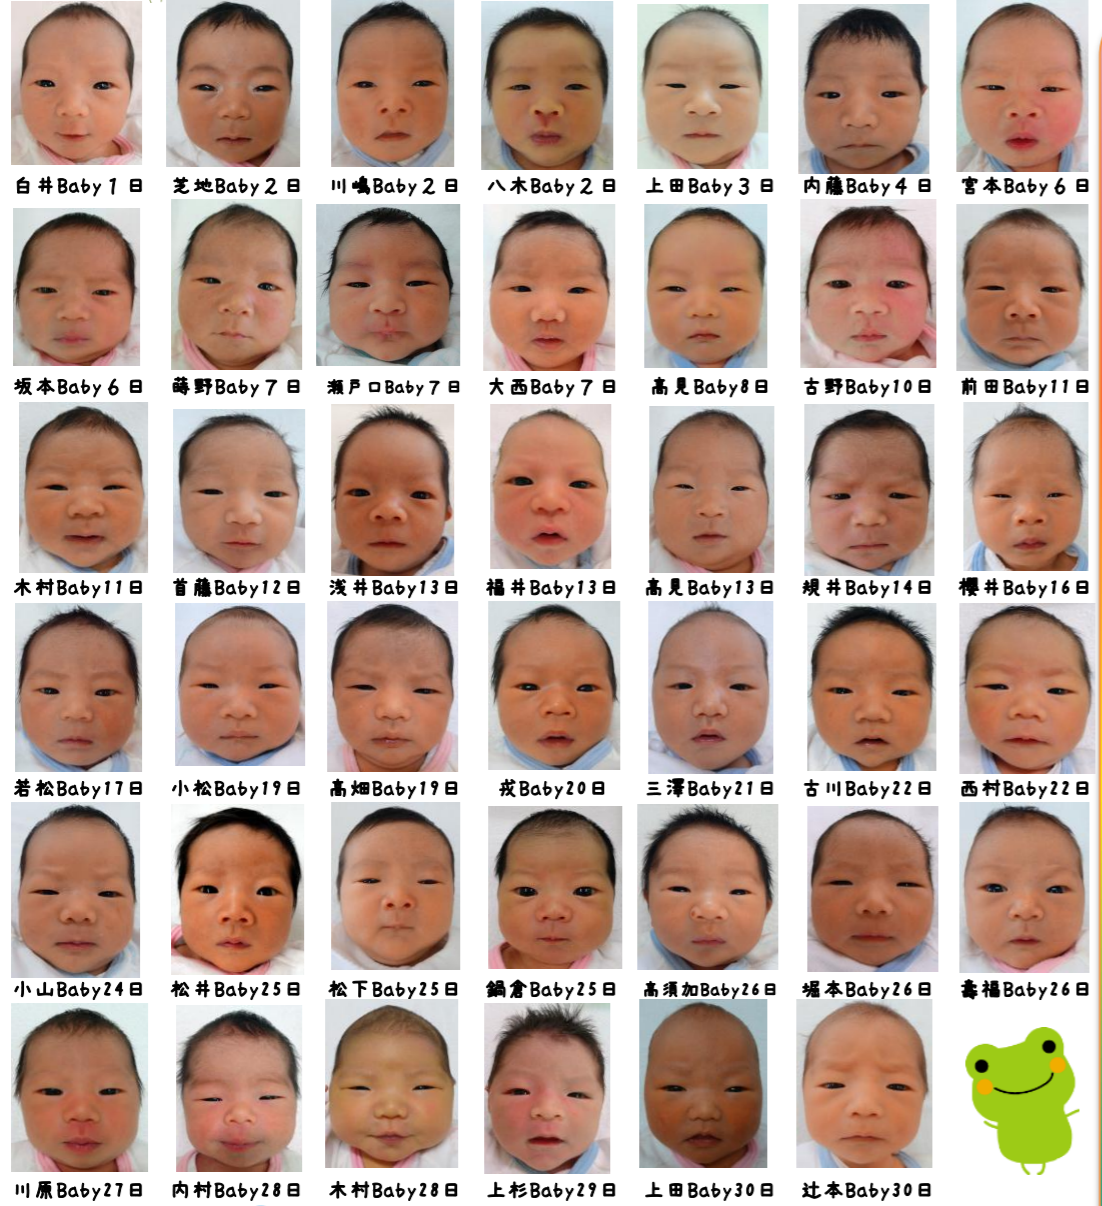 白井Baby1日 芝地Baby2日 川嶋Baby2日 八木Baby2日 上田Baby3日 内藤Baby4日 宮本Baby6日
坂本Baby6日 蕗野Baby7日 瀬戸口Baby7日 大西Baby7日 高見Baby8日 古野Baby10日 前田Baby11日
木村Baby11日 首藤Baby12日 浅井Baby13日 福井Baby13日 高見Baby13日 規井Baby14日 櫻井Baby16日
若松Baby17日 小松Baby19日 高畑Baby19日 戎Baby20日 三澤Baby21日 古川Baby22日 西村Baby22日
小山Baby24日 松井Baby25日 松下Baby25日 鍋倉Baby25日 高須加Baby26日 堀本Baby26日 壽福Baby26日
川原Baby27日 内村Baby28日 木村Baby28日 上杉Baby29日 上田Baby30日 辻本Baby30日